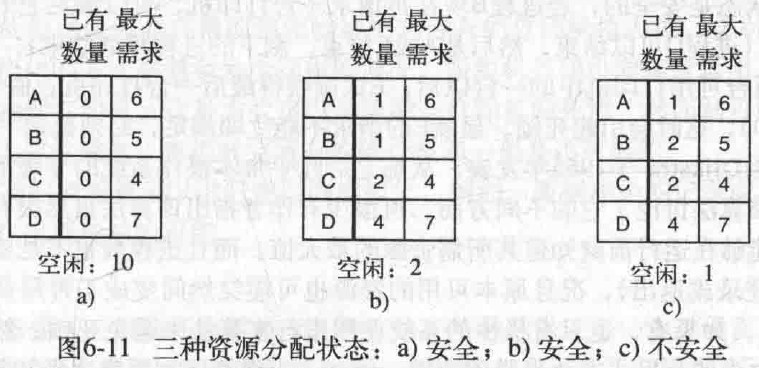 已有 最大
数量 需求
A 0 6
B 0 5
C 0 4
D 0 7
空闲：10
a)
已有 最大
数量 需求
A 1 6
B 1 5
C 2 4
D 4 7
空闲：2
b)
已有 最大
数量 需求
A 1 6
B 2 5
C 2 4
D 4 7
空闲：1
c)
图6-11 三种资源分配状态：a) 安全；b) 安全；c) 不安全